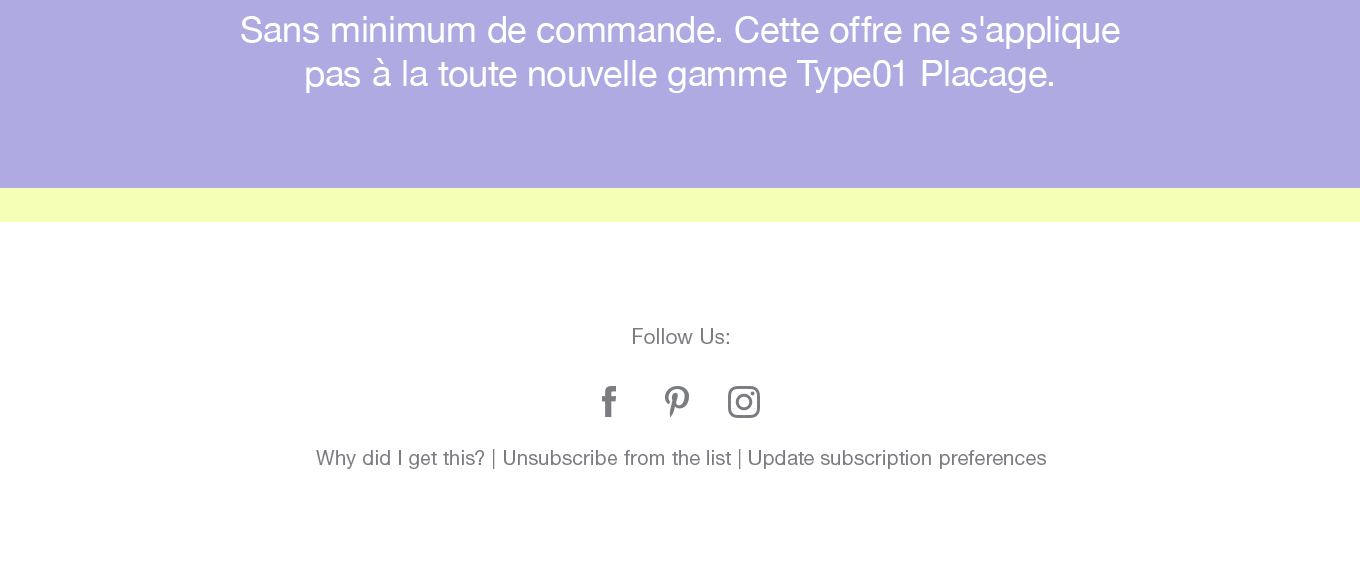 Sans minimum de commande. Cette offre ne s'applique
pas à la toute nouvelle gamme Type01 Placage.
Follow Us:
Why did I get this? | Unsubscribe from the list | Update subscription preferences